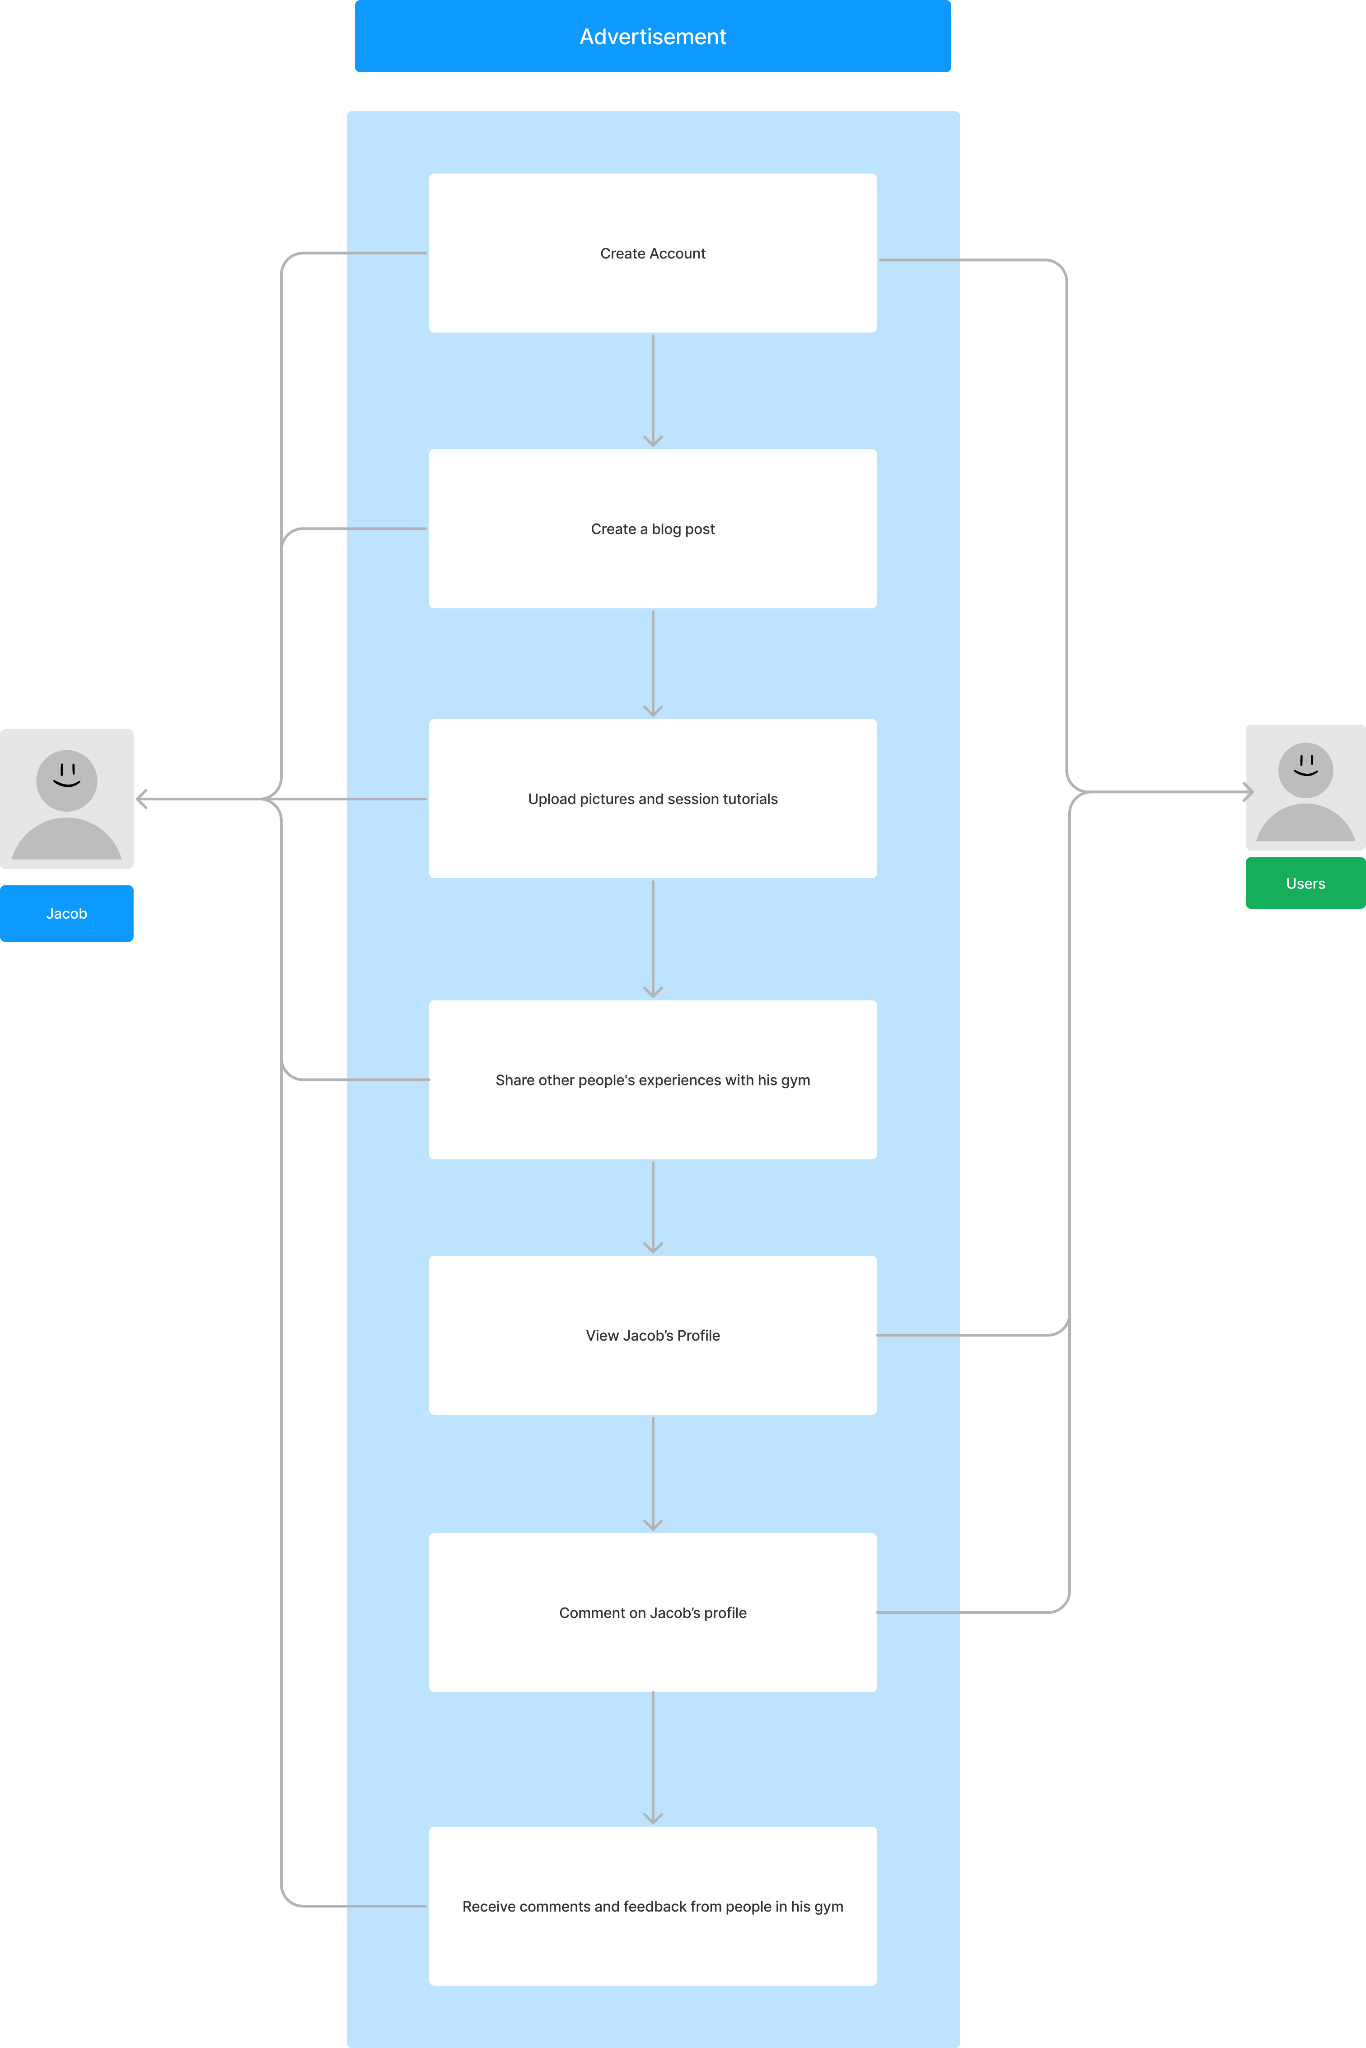 Advertisement
Create Account
Create a blog post
Upload pictures and session tutorials
Jacob
Users
Share other people's experiences with his gym
View Jacob’s Profile
Comment on Jacob’s profile
Receive comments and feedback from people in his gym